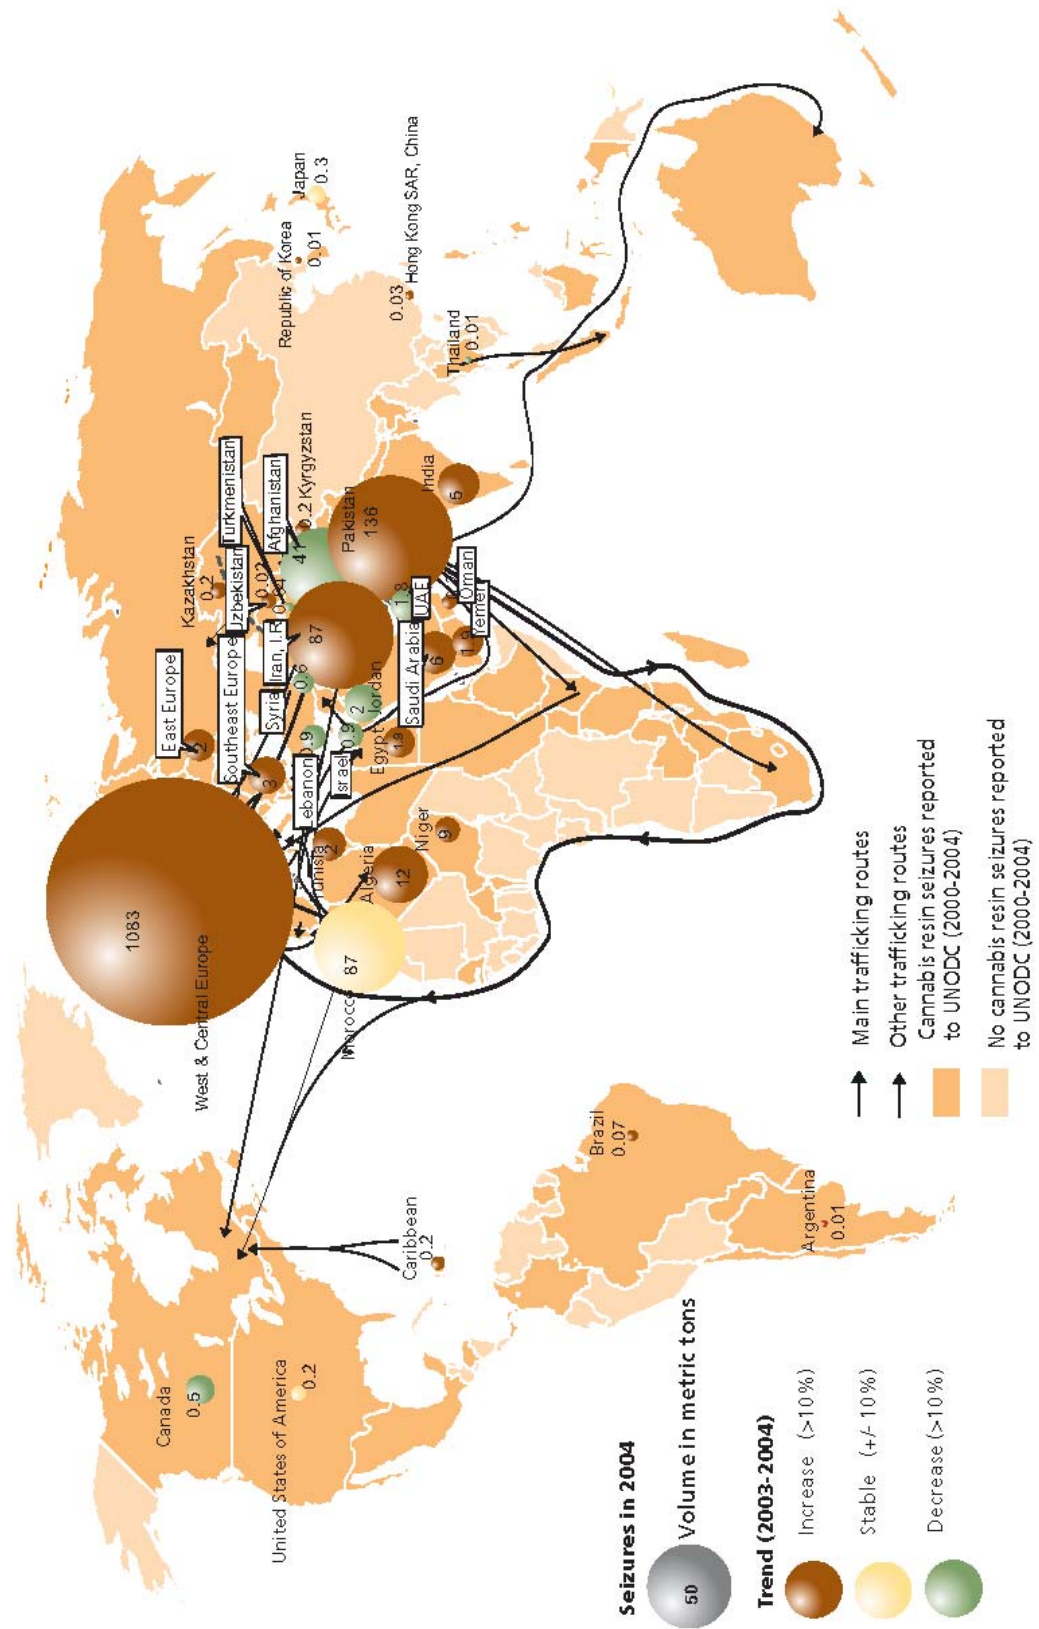 Canada
0.5
United States of America
0.2
Caribbean
0.2
Brazil
0.07
Argentina
0.01
West & Central Europe
1083
East Europe
2
Southeast Europe
3
Morocco
87
Algeria
12
Tunisia
2
Niger
9
Egypt
1.9
Lebanon
0.9
Israel
0.9
Jordan
2
Syria
0.6
Iran, I.R.
87
Saudi Arabia
6
Yemen
1.9
Oman
UAE
1.8
Kazakhstan
0.2
Uzbekistan
0.02
Turkmenistan
0.04
Afghanistan
41
0.2 Kyrgyzstan
Pakistan
136
India
5
Republic of Korea
0.01
Japan
0.3
0.03 Hong Kong SAR, China
Thailand
0.01
Seizures in 2004
50
Volume in metric tons
Trend (2003-2004)
Increase (>10%)
Stable (+/-10%)
Decrease (>10%)
Main trafficking routes
Other trafficking routes
Cannabis resin seizures reported
to UNODC (2000-2004)
No cannabis resin seizures reported
to UNODC (2000-2004)